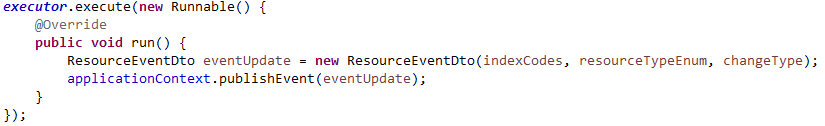 executor.execute(new Runnable() {
    @Override
    public void run() {
        ResourceEventDto eventUpdate = new ResourceEventDto(indexCodes, resourceTypeEnum, changeType);
        applicationContext.publishEvent(eventUpdate);
    }
});